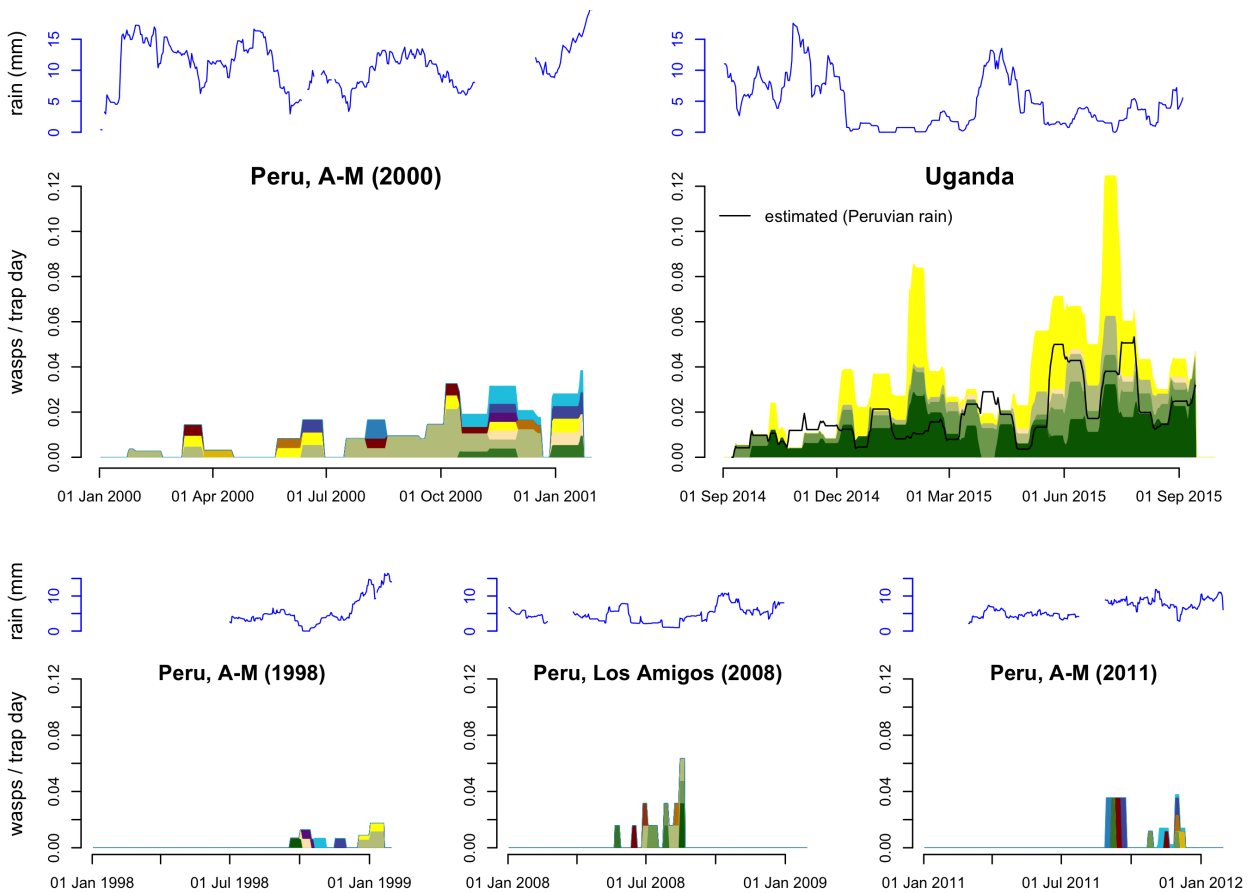 rain (mm)
0 5 10 15
0 5 10 15
Peru, A-M (2000)
Uganda
estimated (Peruvian rain)
wasps / trap day
0.00 0.02 0.04 0.06 0.08 0.10 0.12
0.00 0.02 0.04 0.06 0.08 0.10 0.12
01 Jan 2000 01 Apr 2000 01 Jul 2000 01 Oct 2000 01 Jan 2001
01 Sep 2014 01 Dec 2014 01 Mar 2015 01 Jun 2015 01 Sep 2015
rain (mm
0 10
0 10
0 10
Peru, A-M (1998)
Peru, Los Amigos (2008)
Peru, A-M (2011)
wasps / trap day
0.00 0.04 0.08 0.12
0.00 0.04 0.08 0.12
0.00 0.04 0.08 0.12
01 Jan 1998 01 Jul 1998 01 Jan 1999
01 Jan 2008 01 Jul 2008 01 Jan 2009
01 Jan 2011 01 Jul 2011 01 Jan 2012